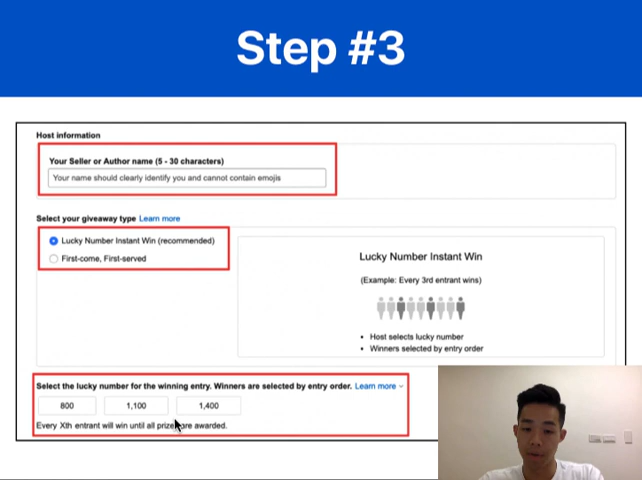 Step #3
Host information
Your Seller or Author name (5 - 30 characters)
Your name should clearly identify you and cannot contain emojis
Select your giveaway type Learn more
Lucky Number Instant Win (recommended)
First-come, First-served
Lucky Number Instant Win
(Example: Every 3rd entrant wins)
• Host selects lucky number
• Winners selected by entry order
Select the lucky number for the winning entry. Winners are selected by entry order. Learn more
800 1,100 1,400
Every Xth entrant will win until all prizes are awarded.